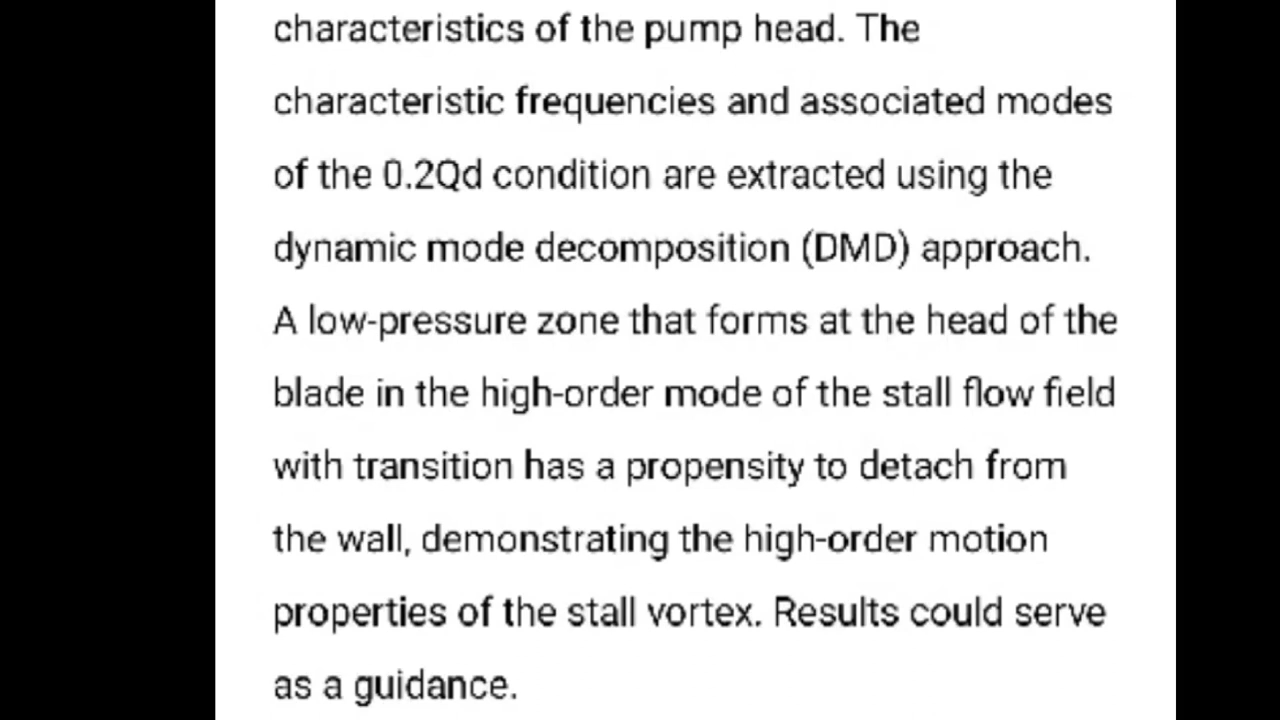 characteristics of the pump head. The
characteristic frequencies and associated modes
of the 0.2Qd condition are extracted using the
dynamic mode decomposition (DMD) approach.
A low-pressure zone that forms at the head of the
blade in the high-order mode of the stall flow field
with transition has a propensity to detach from
the wall, demonstrating the high-order motion
properties of the stall vortex. Results could serve
as a guidance.